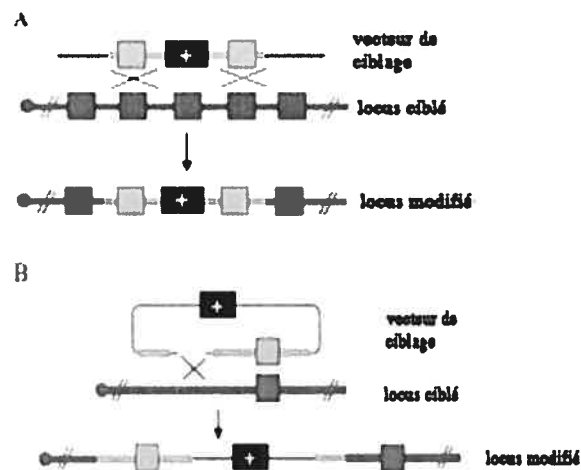 A
vecteur de
ciblage
locus ciblé
locus modifié
B
vecteur de
ciblage
locus ciblé
locus modifié